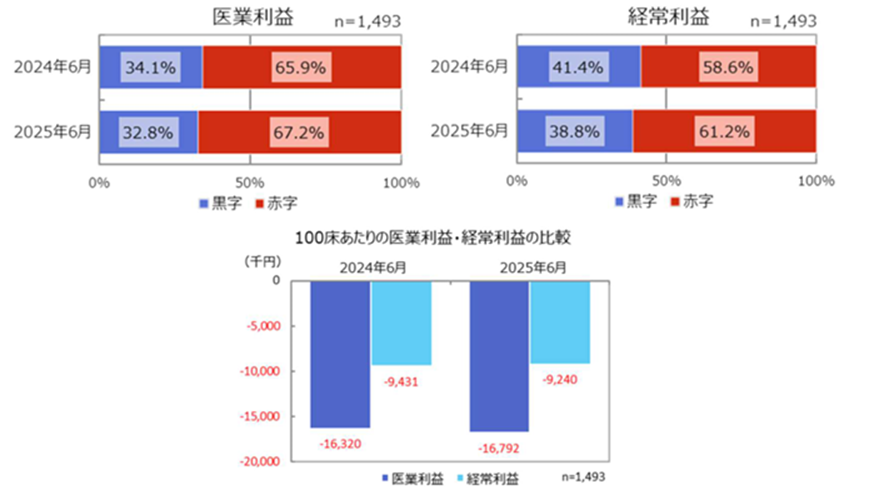 医業利益
n=1,493
2024年6月
34.1%
65.9%
2025年6月
32.8%
67.2%
0%
50%
100%
黒字
赤字
経常利益
n=1,493
2024年6月
41.4%
58.6%
2025年6月
38.8%
61.2%
0%
50%
100%
黒字
赤字
100床あたりの医業利益・経常利益の比較
（千円）
2024年6月
2025年6月
0
-5,000
-10,000
-15,000
-20,000
-9,431
-9,240
-16,320
-16,792
医業利益
経常利益
n=1,493